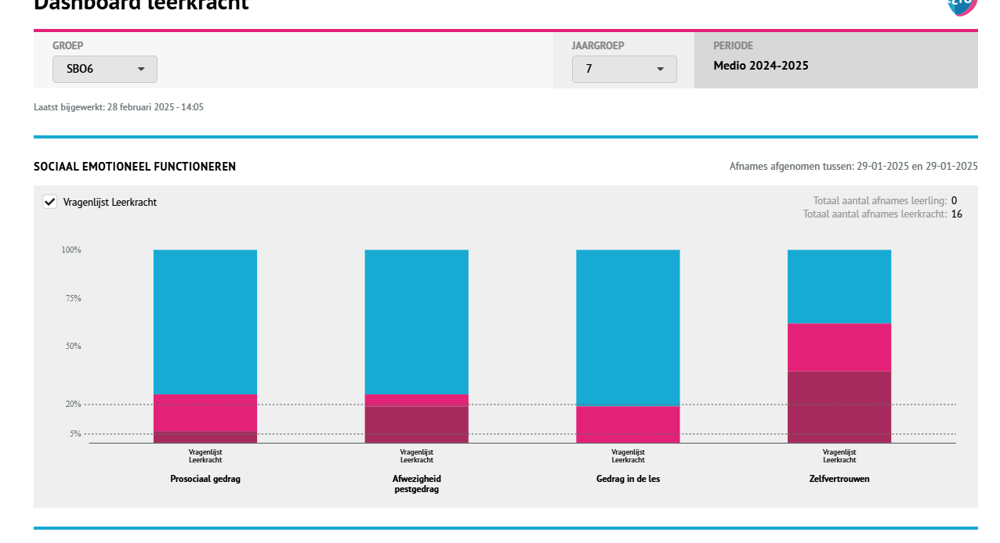 Dashboard leerkracht
GROEP
JAARGROEP
PERIODE
SBO6
7
Medio 2024-2025
Laatst bijgewerkt: 28 februari 2025 - 14:05
SOCIAAL EMOTIONEEL FUNCTIONEREN
Afnames afgenomen tussen: 29-01-2025 en 29-01-2025
Vragenlijst Leerkracht
Totaal aantal afnames leerling: 0
Totaal aantal afnames leerkracht: 16
100%
75%
50%
20%
5%
Vragenlijst
Leerkracht
Prosociaal gedrag
Vragenlijst
Leerkracht
Afwezigheid
pestgedrag
Vragenlijst
Leerkracht
Gedrag in de les
Vragenlijst
Leerkracht
Zelfvertrouwen